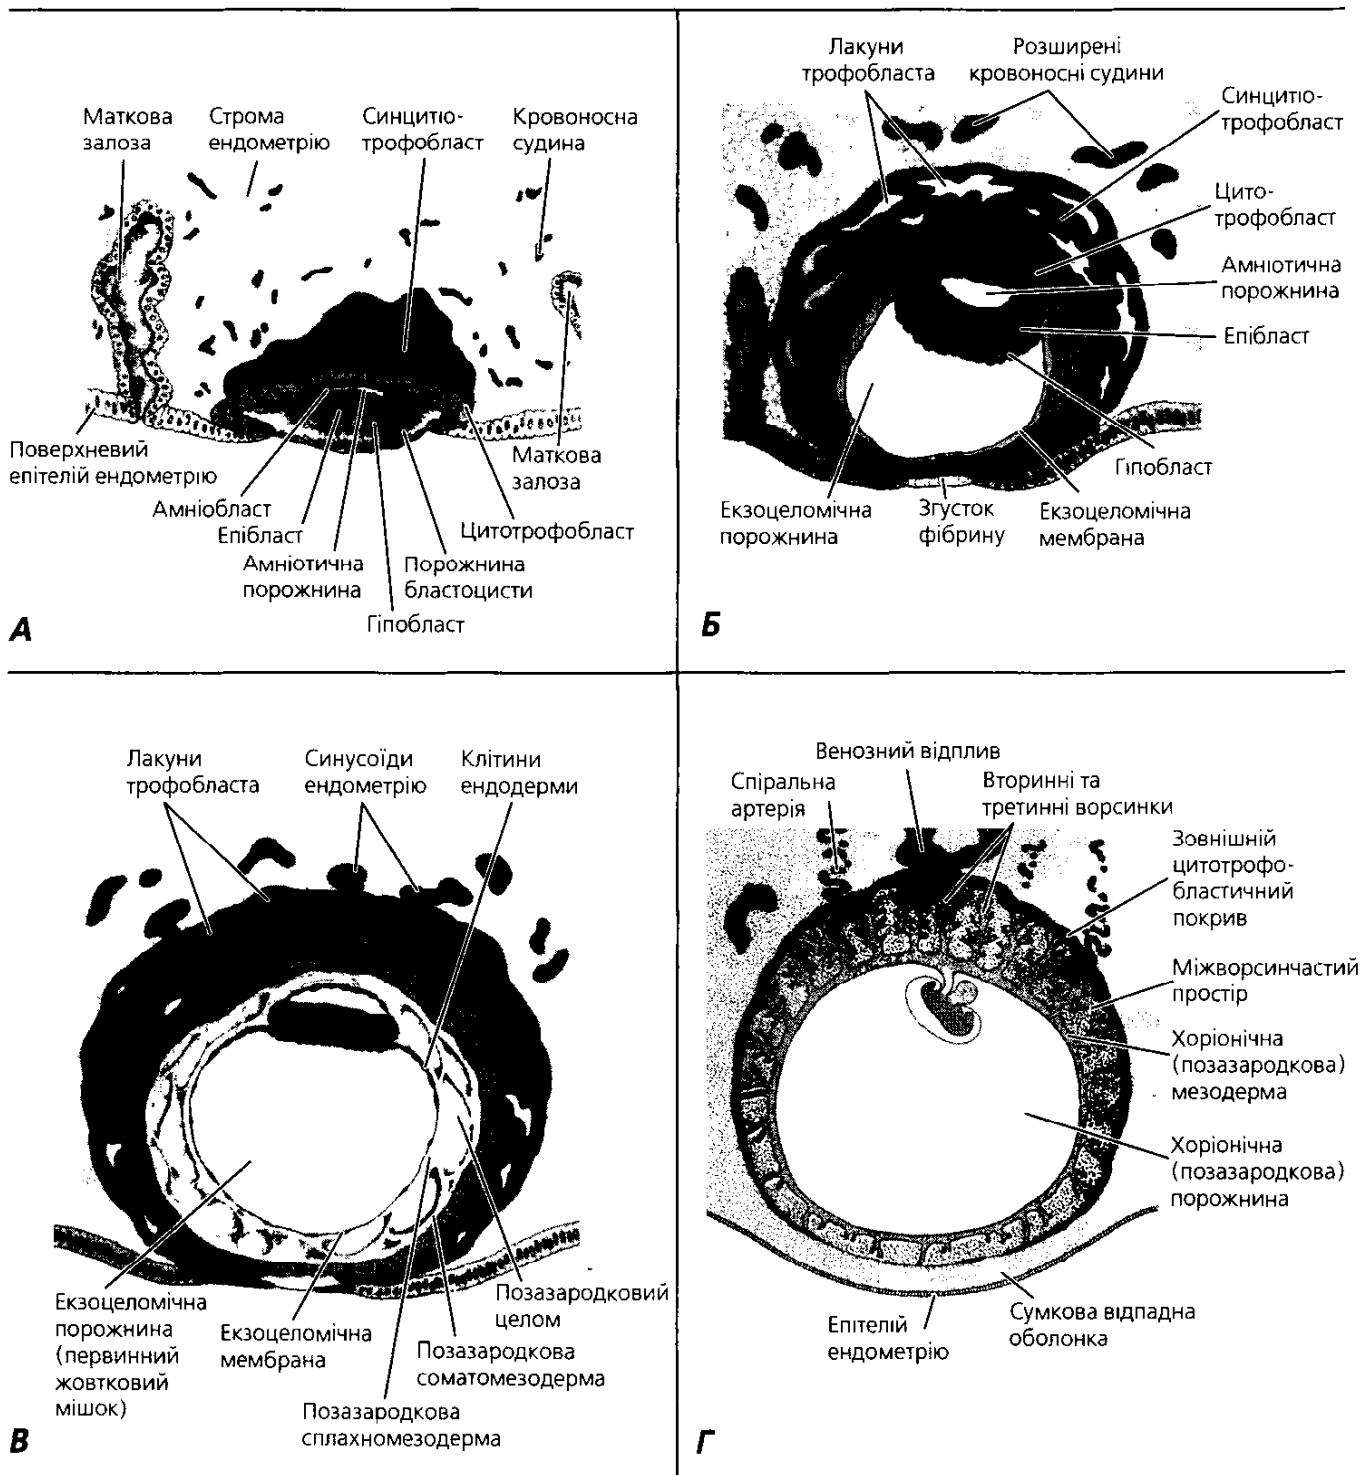 Маткова
залоза
Строма
ендометрію
Синцитіо-
трофобласт
Кровоносна
судина
Поверхневий
епітелій ендометрію
Амніобласт
Епібласт
Амніотична
порожнина
Гіпобласт
Порожнина
бластоцисти
Цитотрофобласт
Маткова
залоза
А
Лакуни
трофобласта
Розширені
кровоносні судини
Синцитіо-
трофобласт
Цито-
трофобласт
Амніотична
порожнина
Епібласт
Гіпобласт
Екзоцеломічна
порожнина
Згусток
фібрину
Екзоцеломічна
мембрана
Б
Лакуни
трофобласта
Синусоїди
ендометрію
Клітини
ендодерми
Екзоцеломічна
порожнина
(первинний
жовтковий
мішок)
Екзоцеломічна
мембрана
Позазародковий
целом
Позазародкова
соматомезодерма
Позазародкова
спланхномезодерма
В
Венозний відплив
Спіральна
артерія
Вторинні та
третинні ворсинки
Зовнішній
цитотрофо-
бластичний
покрив
Міжворсинчастий
простір
Хоріонічна
(позазародкова)
мезодерма
Хоріонічна
(позазародкова)
порожнина
Епітелій
ендометрію
Сумкова відпадна
оболонка
Г